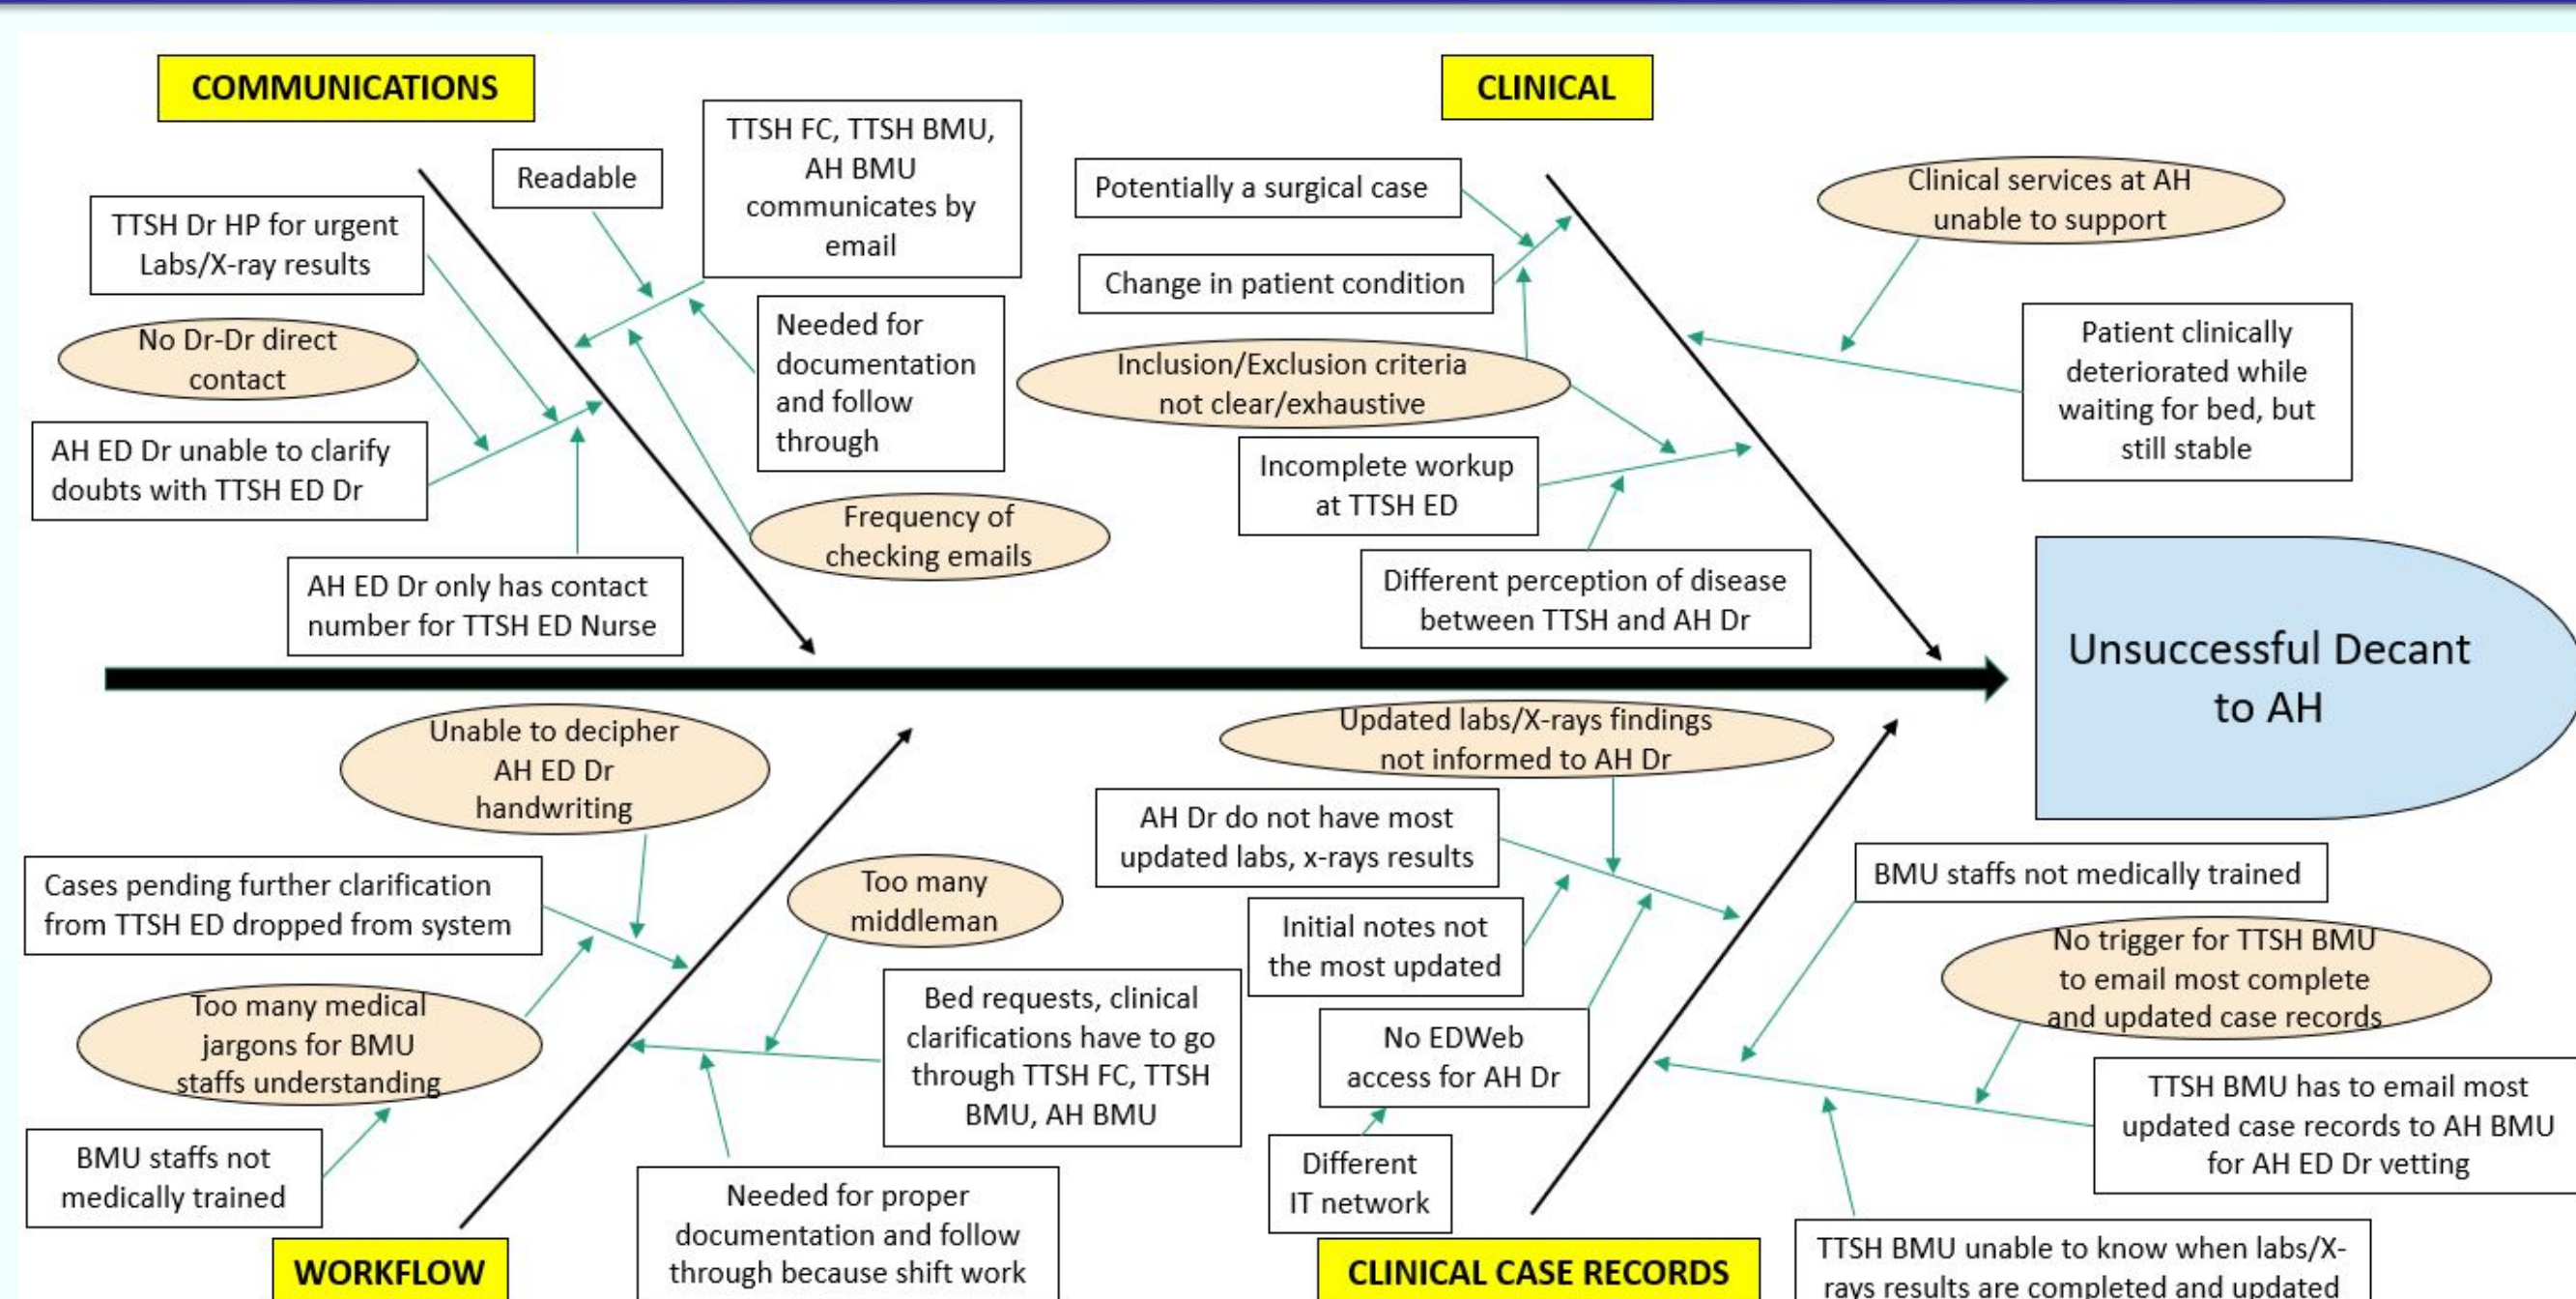 COMMUNICATIONS
CLINICAL
TTSH FC, TTSH BMU,
AH BMU
communicates by
email
Readable
TTSH Dr HP for urgent
Labs/X-ray results
No Dr-Dr direct
contact
AH ED Dr unable to clarify
doubts with TTSH ED Dr
AH ED Dr only has contact
number for TTSH ED Nurse
Needed for
documentation
and follow
through
Frequency of
checking emails
Potentially a surgical case
Change in patient condition
Inclusion/Exclusion criteria
not clear/exhaustive
Incomplete workup
at TTSH ED
Different perception of disease
between TTSH and AH Dr
Clinical services at AH
unable to support
Patient clinically
deteriorated while
waiting for bed, but
still stable
Unsuccessful Decant
to AH
Unable to decipher
AH ED Dr
handwriting
Cases pending further clarification
from TTSH ED dropped from system
Too many medical
jargons for BMU
staffs understanding
BMU staffs not
medically trained
Too many
middleman
Bed requests, clinical
clarifications have to go
through TTSH FC, TTSH
BMU, AH BMU
Needed for proper
documentation and follow
through because shift work
WORKFLOW
Updated labs/X-rays findings
not informed to AH Dr
AH Dr do not have most
updated labs, x-rays results
Initial notes not
the most updated
No EDWeb
access for AH Dr
Different
IT network
BMU staffs not medically trained
No trigger for TTSH BMU
to email most complete
and updated case records
TTSH BMU has to email most
updated case records to AH BMU
for AH ED Dr vetting
TTSH BMU unable to know when labs/X-
rays results are completed and updated
CLINICAL CASE RECORDS